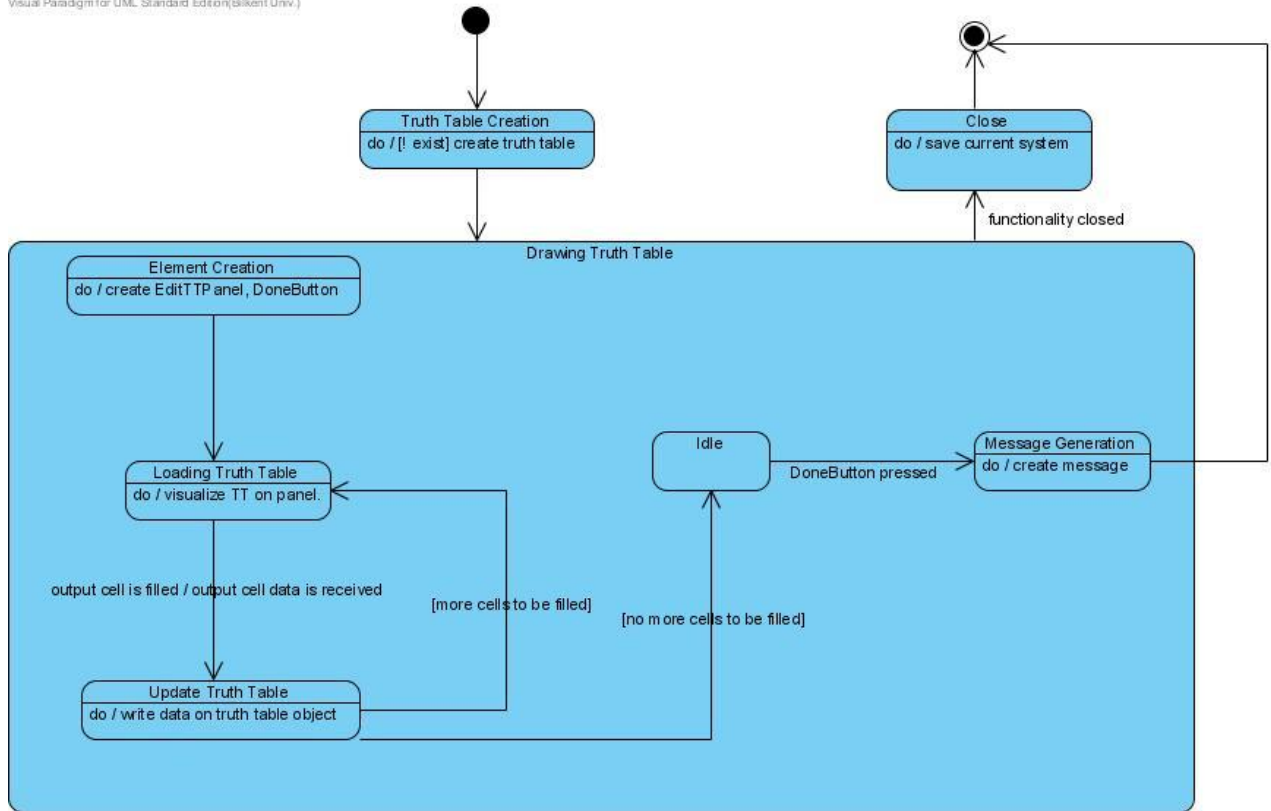 Visual Paradigm for UML Standard Edition(Bilkent Univ.)
Truth Table Creation
do / [! exist] create truth table
Close
do / save current system
functionality closed
Drawing Truth Table
Element Creation
do / create EditTTPanel, DoneButton
Idle
Message Generation
do / create message
DoneButton pressed
Loading Truth Table
do / visualize TT on panel.
output cell is filled / output cell data is received
[more cells to be filled]
[no more cells to be filled]
Update Truth Table
do / write data on truth table object